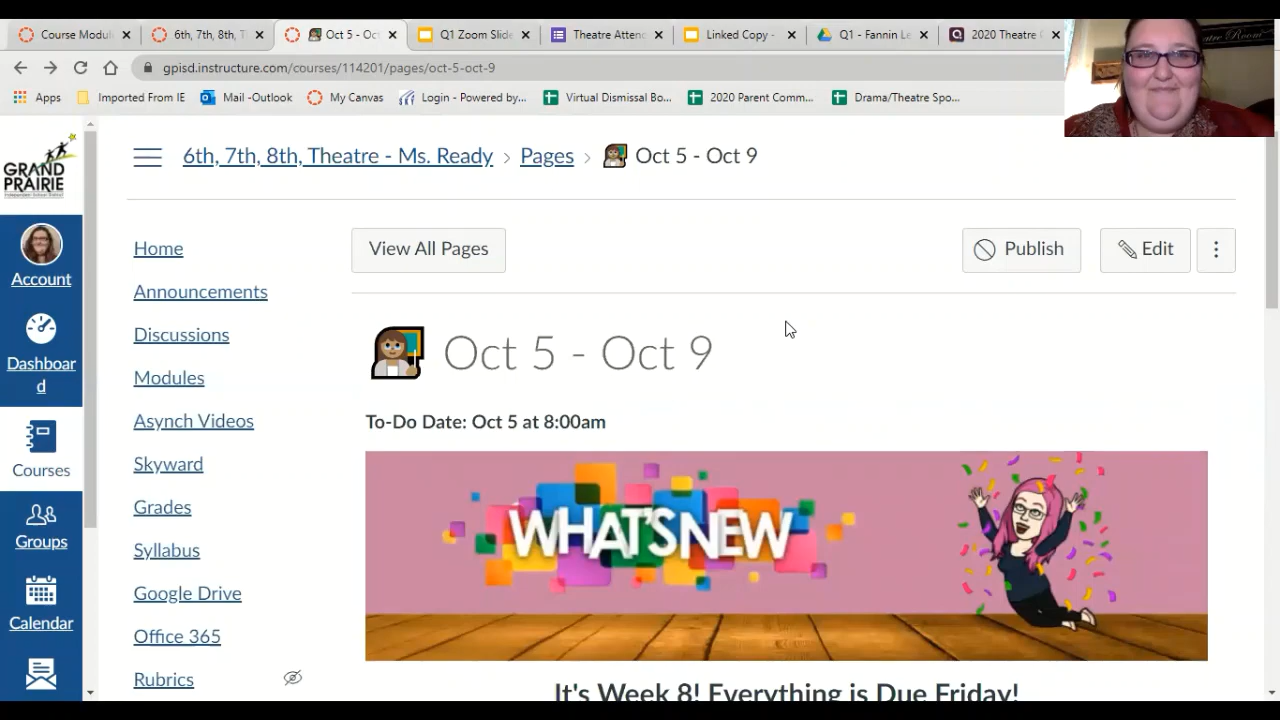 Course Modul
6th, 7th, 8th, T
Oct 5 - Oct
Q1 Zoom Slid
Theatre Atten
Linked Copy -
Q1 - Fannin Le
2020 Theatre
gpisd.instructure.com/courses/114201/pages/oct-5-oct-9
Apps
Imported From IE
Mail -Outlook
My Canvas
Login - Powered by...
Virtual Dismissal Bo...
2020 Parent Comm...
Drama/Theatre Spo...
GRAND
PRAIRIE
6th, 7th, 8th, Theatre - Ms. Ready
Pages
Oct 5 - Oct 9
Account
Dashboar
d
Courses
Groups
Calendar
Home
Announcements
Discussions
Modules
Asynch Videos
Skyward
Grades
Syllabus
Google Drive
Office 365
Rubrics
View All Pages
Publish
Edit
Oct 5 - Oct 9
To-Do Date: Oct 5 at 8:00am
WHAT'S NEW
It's Week 8! Everything is Due Friday!